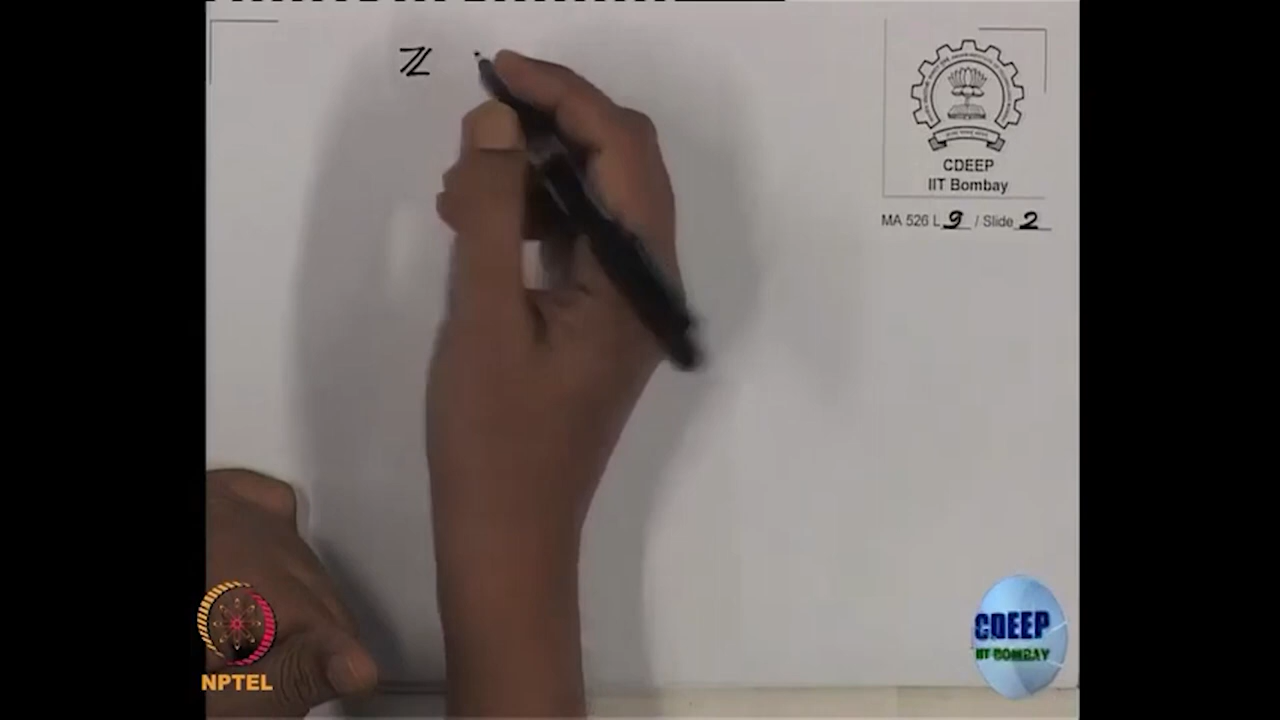 ℤ
CDEEP
IIT Bombay
MA 526 L 9 / Slide 2
CDEEP
IIT BOMBAY
NPTEL